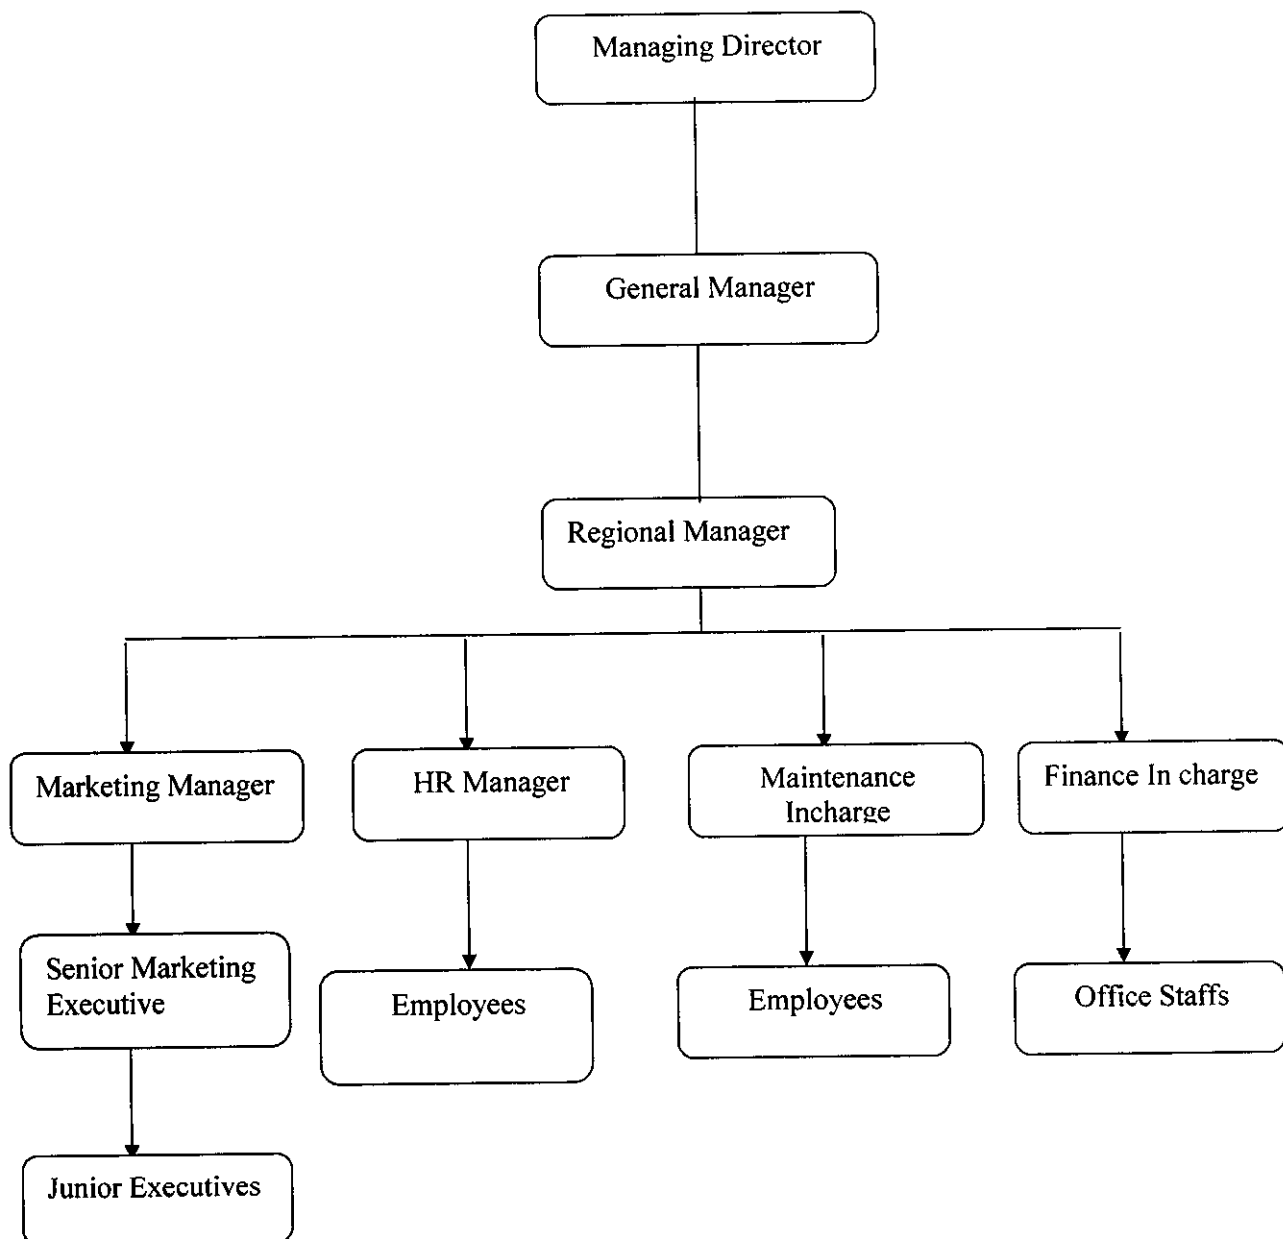 Managing Director
General Manager
Regional Manager
Marketing Manager
HR Manager
Maintenance
Incharge
Finance In charge
Senior Marketing
Executive
Employees
Employees
Office Staffs
Junior Executives